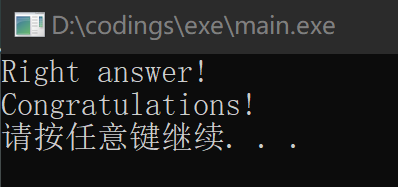 D:\codings\exe\main.exe
Right answer!
Congratulations!
请按任意键继续. . .